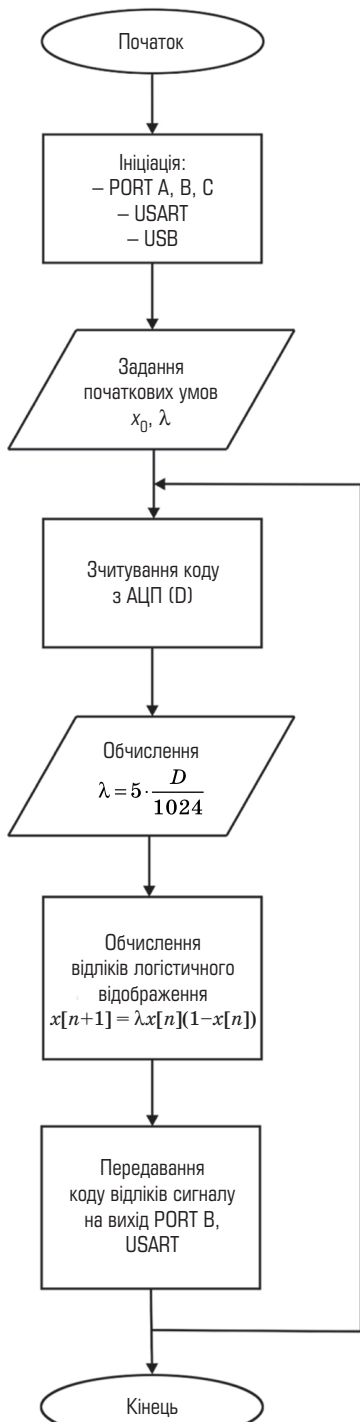 Початок
Ініціація:
– PORT A, B, C
– USART
– USB
Задання
початкових умов
x₀, λ
Зчитування коду
з АЦП (D)
Обчислення
λ = 5 · D/1024
Обчислення
відліків логістичного
відображення
x[n+1] = λx[n](1−x[n])
Передавання
коду відліків сигналу
на вихід PORT B,
USART
Кінець